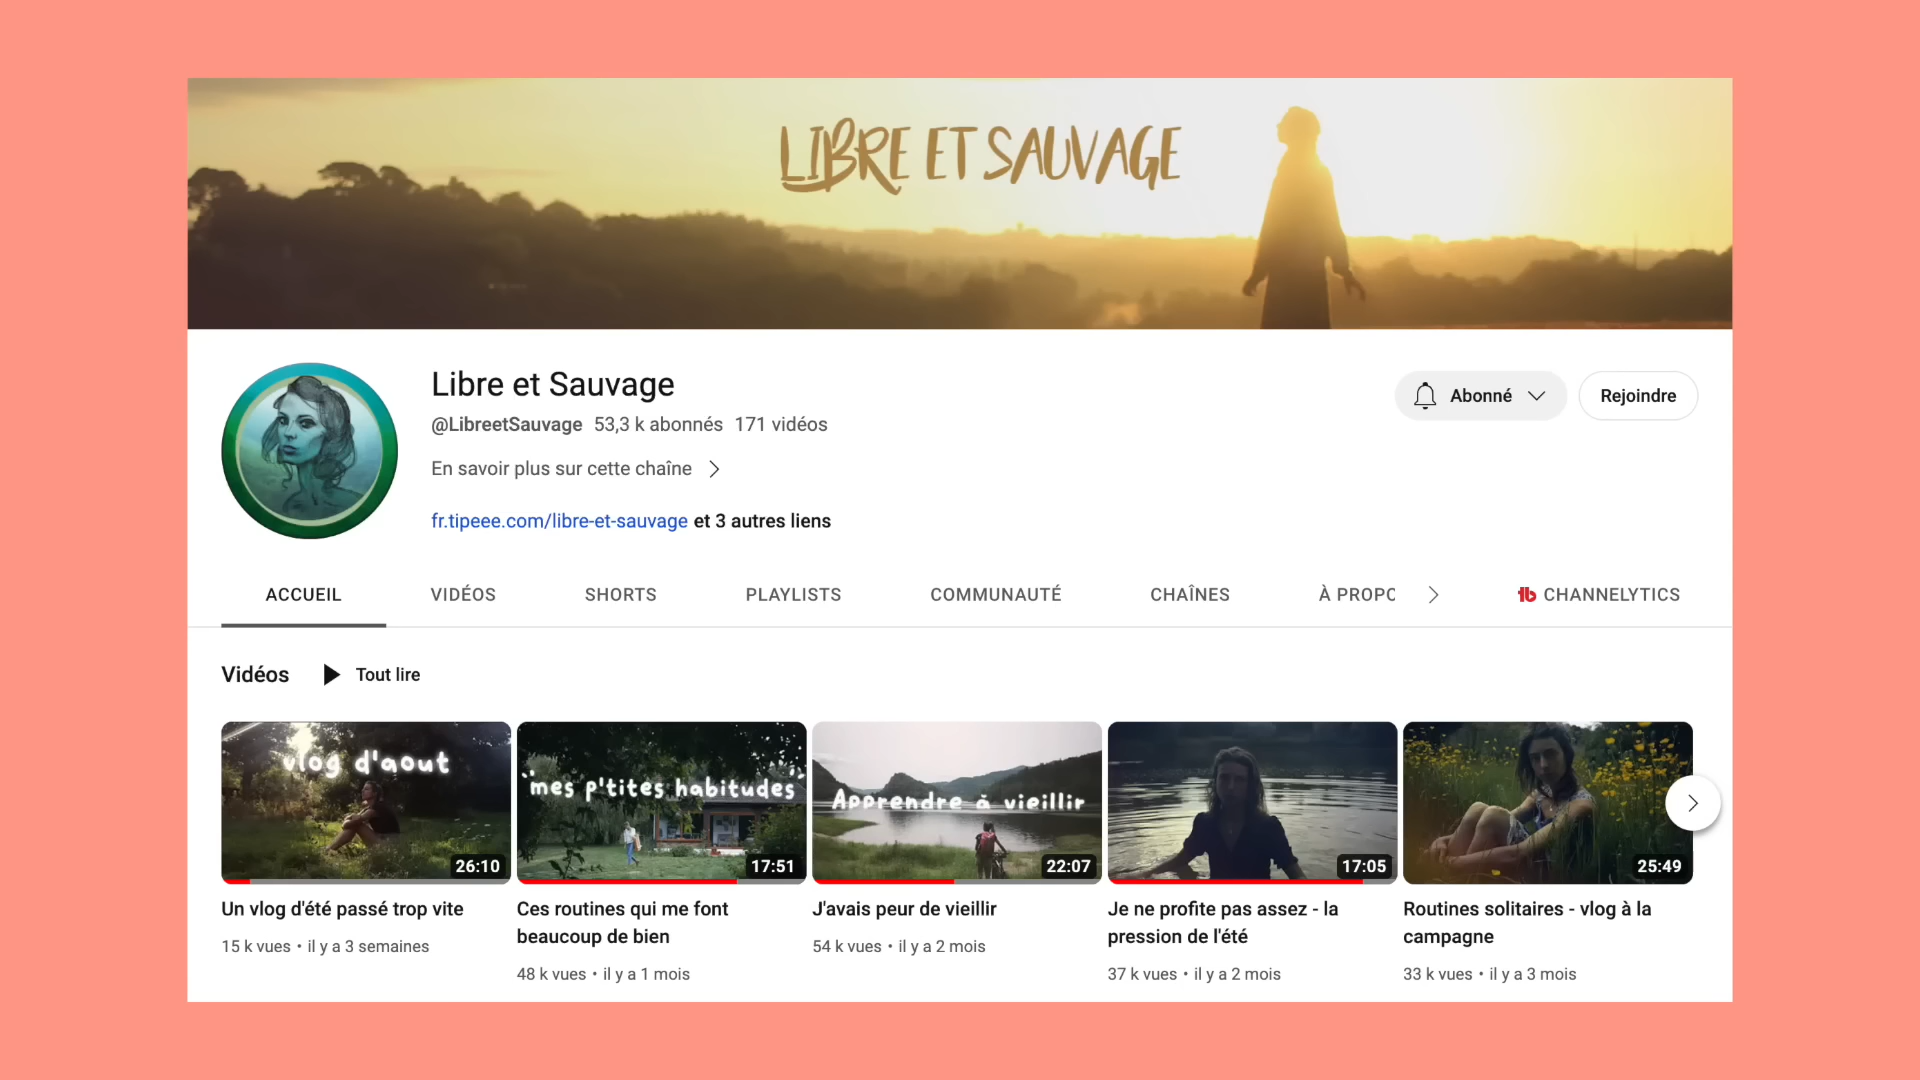 LIBRE ET SAUVAGE
Libre et Sauvage
@LibreetSauvage 53,3 k abonnés 171 vidéos
En savoir plus sur cette chaîne
fr.tipeee.com/libre-et-sauvage et 3 autres liens
Abonné
Rejoindre
ACCUEIL VIDÉOS SHORTS PLAYLISTS COMMUNAUTÉ CHAÎNES À PROPC CHANNELYTICS
Vidéos Tout lire
vlog d'aout
26:10
mes p'tites habitudes
17:51
Apprendre à vieillir
22:07
17:05
25:49
Un vlog d'été passé trop vite
15 k vues • il y a 3 semaines
Ces routines qui me font
beaucoup de bien
48 k vues • il y a 1 mois
J'avais peur de vieillir
54 k vues • il y a 2 mois
Je ne profite pas assez - la
pression de l'été
37 k vues • il y a 2 mois
Routines solitaires - vlog à la
campagne
33 k vues • il y a 3 mois